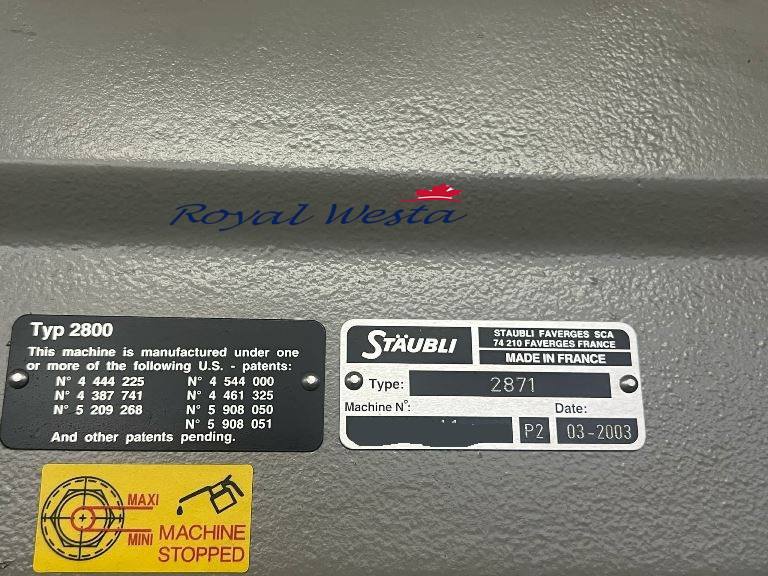 Royal Westa
Typ 2800
This machine is manufactured under one
or more of the following U.S. - patents:
N° 4 444 225 N° 4 544 000
N° 4 387 741 N° 4 461 325
N° 5 209 268 N° 5 908 050
N° 5 908 051
And other patents pending.
STÄUBLI
STAUBLI FAVERGES SCA
74 210 FAVERGES FRANCE
MADE IN FRANCE
Type: 2871
Machine N°: Date:
P2 03-2003
MAXI
MINI
MACHINE
STOPPED